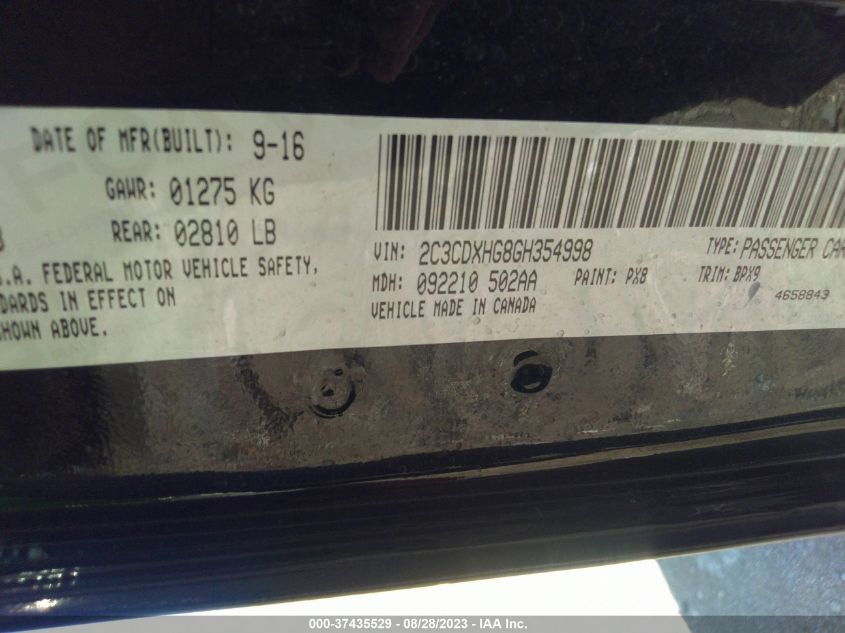 DATE OF MFR(BUILT): 9-16
GAWR: 01275 KG
REAR: 02810 LB
S.A. FEDERAL MOTOR VEHICLE SAFETY,
DARDS IN EFFECT ON
SHOWN ABOVE.
VIN: 2C3CDXHG8GH354998 TYPE: PASSENGER CAR
MDH: 092210 502AA PAINT: PX8 TRIM: BPX9
VEHICLE MADE IN CANADA 4658843
000-37435529 - 08/28/2023 - IAA Inc.